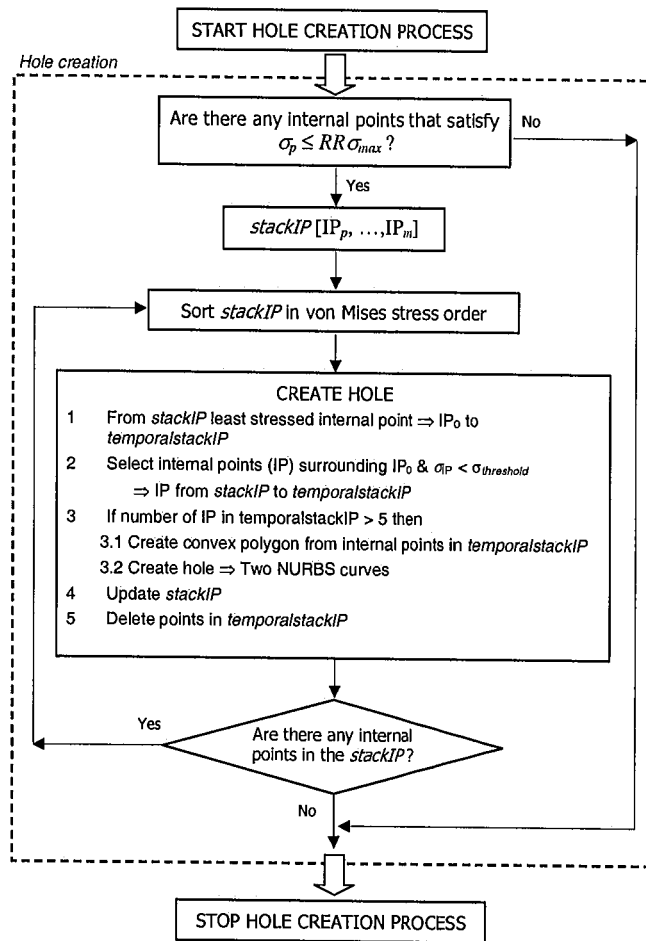 START HOLE CREATION PROCESS
Hole creation
Are there any internal points that satisfy
σp ≤ RR σmax ?
No
Yes
stackIP [IPp, ...,IPm]
Sort stackIP in von Mises stress order
CREATE HOLE
1 From stackIP least stressed internal point ⇒ IP0 to
temporalstackIP
2 Select internal points (IP) surrounding IP0 & σIP < σthreshold
⇒ IP from stackIP to temporalstackIP
3 If number of IP in temporalstackIP > 5 then
3.1 Create convex polygon from internal points in temporalstackIP
3.2 Create hole ⇒ Two NURBS curves
4 Update stackIP
5 Delete points in temporalstackIP
Yes
Are there any internal
points in the stackIP?
No
STOP HOLE CREATION PROCESS